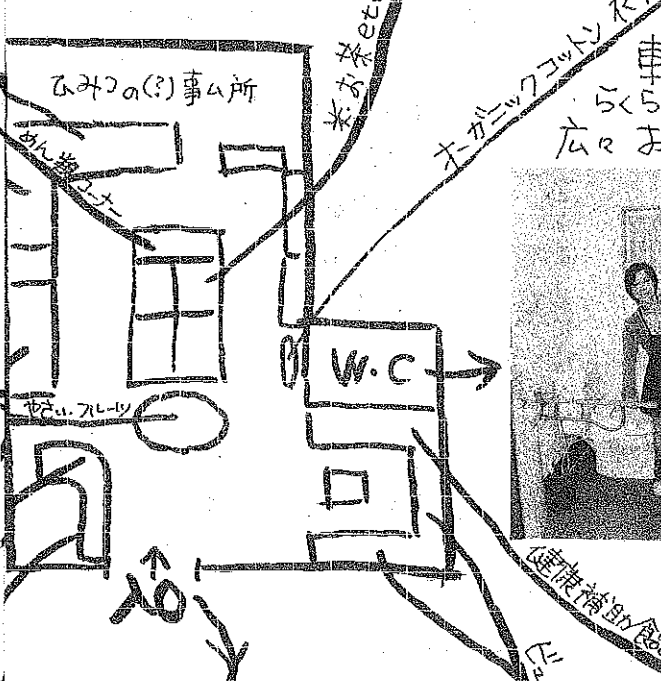 ひみつの(?)事ム所
米・お茶etc
オーガニックコットン
らくら
広々 お
めん類コーナー
W・C
やさい・フルーツ
入口
健康補助食